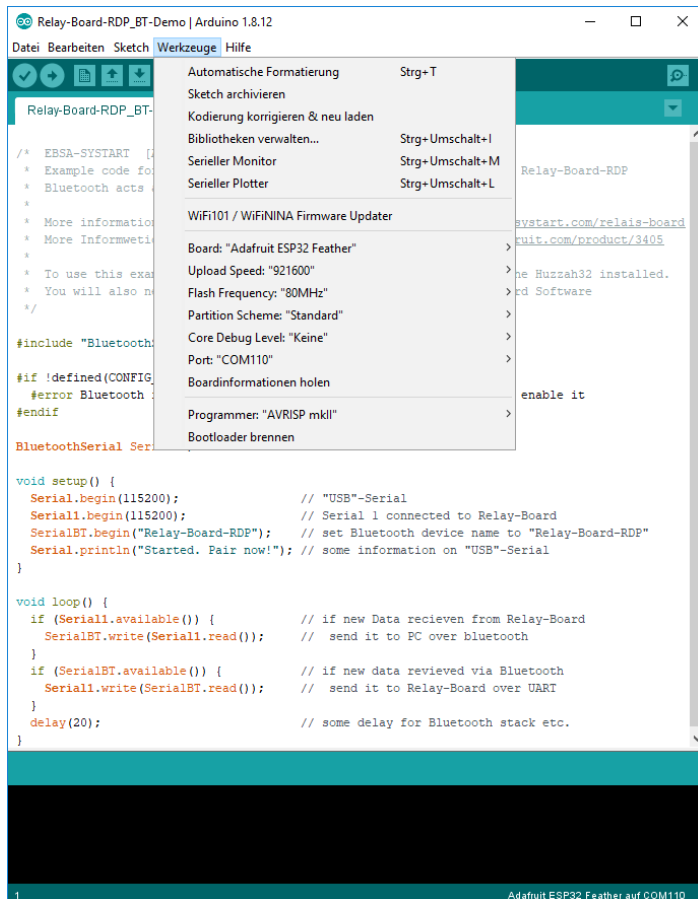 Relay-Board-RDP_BT-Demo | Arduino 1.8.12
Datei Bearbeiten Sketch Werkzeuge Hilfe
Automatische Formatierung Strg+T
Sketch archivieren
Kodierung korrigieren & neu laden
Bibliotheken verwalten... Strg+Umschalt+I
Serieller Monitor Strg+Umschalt+M
Serieller Plotter Strg+Umschalt+L
WiFi101 / WiFiNINA Firmware Updater
Board: "Adafruit ESP32 Feather"
Upload Speed: "921600"
Flash Frequency: "80MHz"
Partition Scheme: "Standard"
Core Debug Level: "Keine"
Port: "COM110"
Boardinformationen holen
Programmer: "AVRISP mkII"
Bootloader brennen
Relay-Board-RDP_BT-
/* EBSA-SYSTART
* Example code fo Relay-Board-RDP
* Bluetooth acts
*
* More information systart.com/relais-board
* More Informweti ruit.com/product/3405
*
* To use this exa he Huzzah32 installed.
* You will also n rd Software
*/
#include "Bluetooth
#if !defined(CONFIG_
#error Bluetooth enable it
#endif
BluetoothSerial Ser
void setup() {
Serial.begin(115200); // "USB"-Serial
Serial1.begin(115200); // Serial 1 connected to Relay-Board
SerialBT.begin("Relay-Board-RDP"); // set Bluetooth device name to "Relay-Board-RDP"
Serial.println("Started. Pair now!"); // some information on "USB"-Serial
}
void loop() {
if (Serial1.available()) { // if new Data recieven from Relay-Board
SerialBT.write(Serial1.read()); // send it to PC over bluetooth
}
if (SerialBT.available()) { // if new data revieved via Bluetooth
Serial1.write(SerialBT.read()); // send it to Relay-Board over UART
}
delay(20); // some delay for Bluetooth stack etc.
}
1 Adafruit ESP32 Feather auf COM110